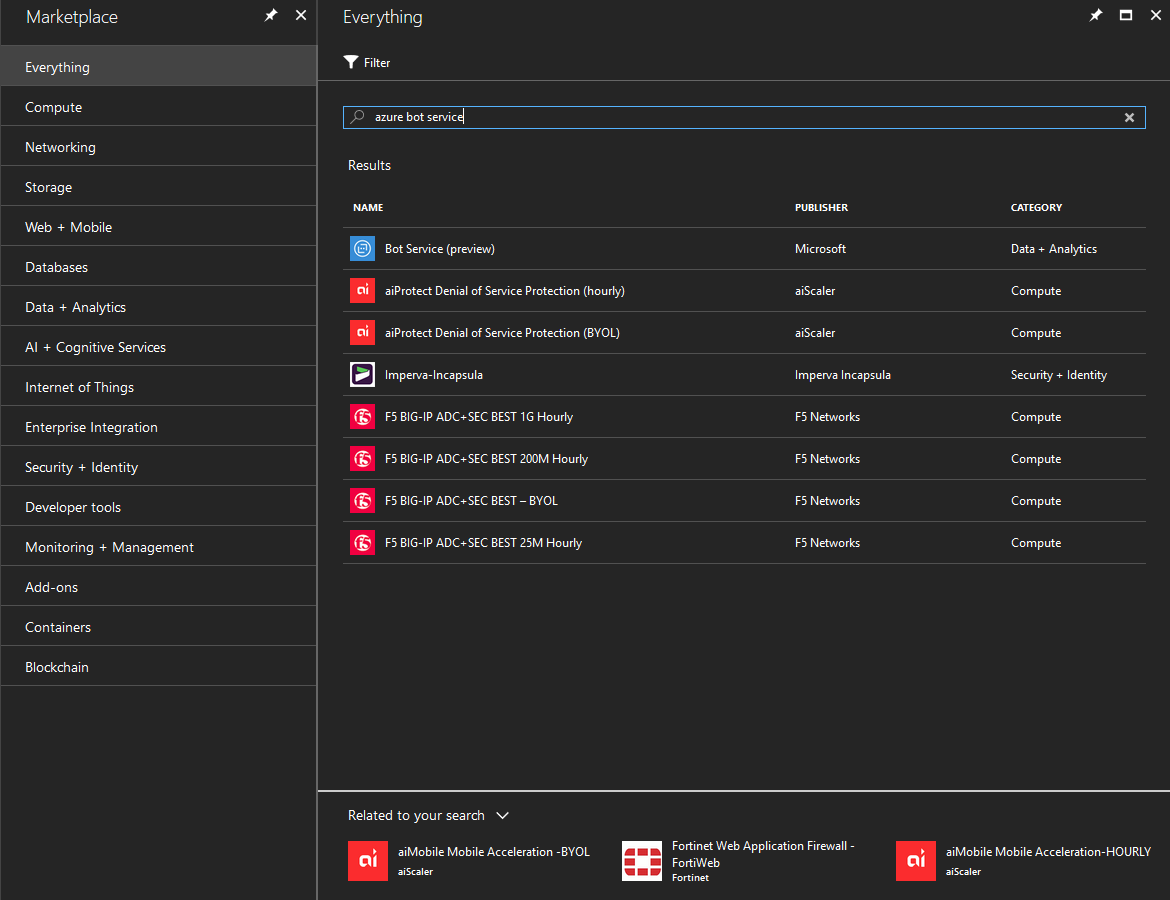 Marketplace
Everything
Compute
Networking
Storage
Web + Mobile
Databases
Data + Analytics
AI + Cognitive Services
Internet of Things
Enterprise Integration
Security + Identity
Developer tools
Monitoring + Management
Add-ons
Containers
Blockchain
Everything
Filter
azure bot service
Results
NAME PUBLISHER CATEGORY
Bot Service (preview) Microsoft Data + Analytics
ai aiProtect Denial of Service Protection (hourly) aiScaler Compute
ai aiProtect Denial of Service Protection (BYOL) aiScaler Compute
Imperva-Incapsula Imperva Incapsula Security + Identity
F5 BIG-IP ADC+SEC BEST 1G Hourly F5 Networks Compute
F5 BIG-IP ADC+SEC BEST 200M Hourly F5 Networks Compute
F5 BIG-IP ADC+SEC BEST – BYOL F5 Networks Compute
F5 BIG-IP ADC+SEC BEST 25M Hourly F5 Networks Compute
Related to your search
ai aiMobile Mobile Acceleration -BYOL
aiScaler
Fortinet Web Application Firewall -
FortiWeb
Fortinet
ai aiMobile Mobile Acceleration-HOURLY
aiScaler